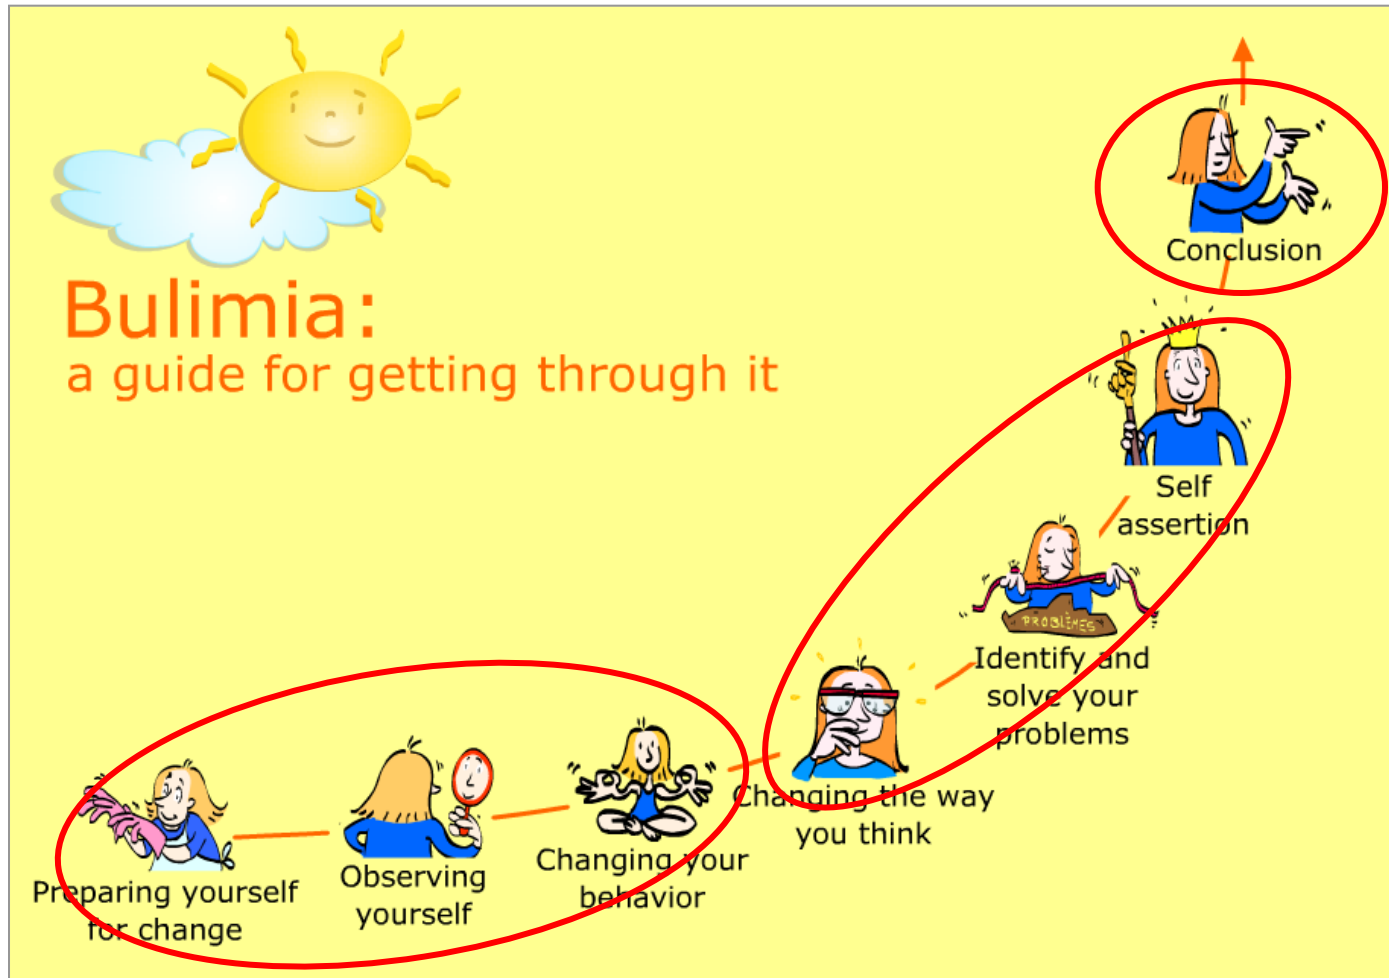 Bulimia:
a guide for getting through it
Conclusion
Self
assertion
PROBLÈMES
Identify and
solve your
problems
Changing the way
you think
Changing your
behavior
Observing
yourself
Preparing yourself
for change